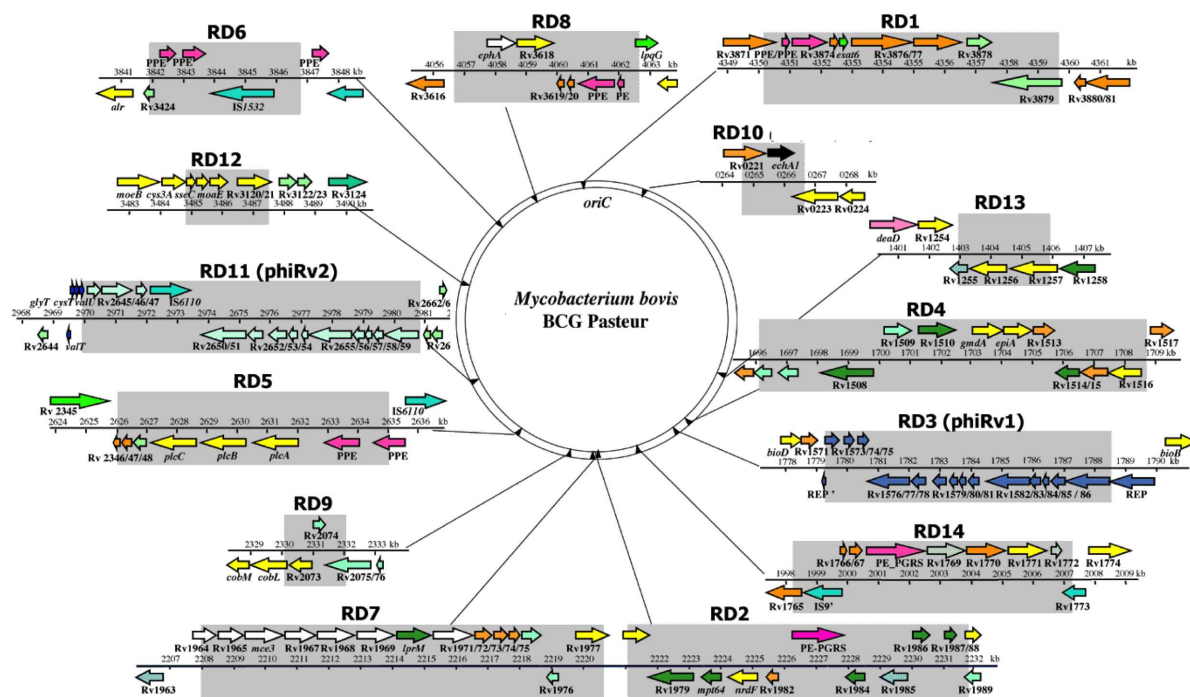 RD6
PPE PPE PPE
3841 3842 3843 3844 3845 3846 3847 3848 kb
alr Rv3424 IS1532
RD8
ephA Rv3618 lpqG
4056 4057 4058 4059 4060 4061 4062 4063 kb
Rv3616 Rv3619/20 PPE PE
RD1
Rv3871 PPE/PPE Rv3874 esat6 Rv3876/77 Rv3878
4349 4350 4351 4352 4353 4354 4355 4356 4357 4358 4359 4360 4361 kb
Rv3879 Rv3880/81
RD10 (
Rv0221 echA1
0264 0265 0266 0267 0268 kb
Rv0223 Rv0224
RD12
moeB cys3A sseC moaE Rv3120/21 Rv3122/23 Rv3124
3483 3484 3485 3486 3487 3488 3489 3490 kb
RD13
deaD Rv1254
1401 1402 1403 1404 1405 1406 1407 kb
Rv1255 Rv1256 Rv1257 Rv1258
oriC
Mycobacterium bovis
BCG Pasteur
RD11 (phiRv2)
glyT cysT valU Rv2645/46/47 IS6110 Rv2662/6
2968 2969 2970 2971 2972 2973 2974 2975 2976 2977 2978 2979 2980 2981 kb
Rv2644 valT Rv2650/51 Rv2652/53/54 Rv2655/56/57/58/59 Rv26
RD4
Rv1509 Rv1510 gmdA epiA Rv1513 Rv1517
1696 1697 1698 1699 1700 1701 1702 1703 1704 1705 1706 1707 1708 1709 kb
Rv1508 Rv1514/15 Rv1516
RD5
Rv 2345 IS6110
2624 2625 2626 2627 2628 2629 2630 2631 2632 2633 2634 2635 2636 kb
Rv 2346/47/48 plcC plcB plcA PPE PPE
RD3 (phiRv1)
bioD Rv1571 Rv1573/74/75 bioB
1778 1779 1780 1781 1782 1783 1784 1785 1786 1787 1788 1789 1790 kb
REP ' Rv1576/77/78 Rv1579/80/81 Rv1582/83/84/85 / 86 REP
RD9
Rv2074
2329 2330 2331 2332 2333 kb
cobM cobL Rv2073 Rv2075/76
RD14
Rv1766/67 PE_PGRS Rv1769 Rv1770 Rv1771 Rv1772 Rv1774
1998 1999 2000 2001 2002 2003 2004 2005 2006 2007 2008 2009 kb
Rv1765 IS9' Rv1773
RD7
Rv1964 Rv1965 mce3 Rv1967 Rv1968 Rv1969 lprM Rv1971/72/73/74/75 Rv1977
2207 2208 2209 2210 2211 2212 2213 2214 2215 2216 2217 2218 2219 2220
Rv1963 Rv1976
RD2
PE-PGRS Rv1986 Rv1987/88
2222 2223 2224 2225 2226 2227 2228 2229 2230 2231 2232 kb
Rv1979 mpt64 nrdF Rv1982 Rv1984 Rv1985 Rv1989